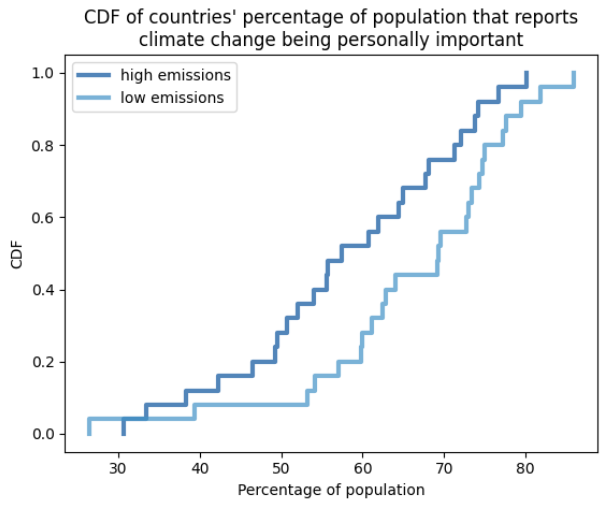 CDF of countries' percentage of population that reports
climate change being personally important
high emissions
low emissions
1.0
0.8
0.6
0.4
0.2
0.0
CDF
30 40 50 60 70 80
Percentage of population